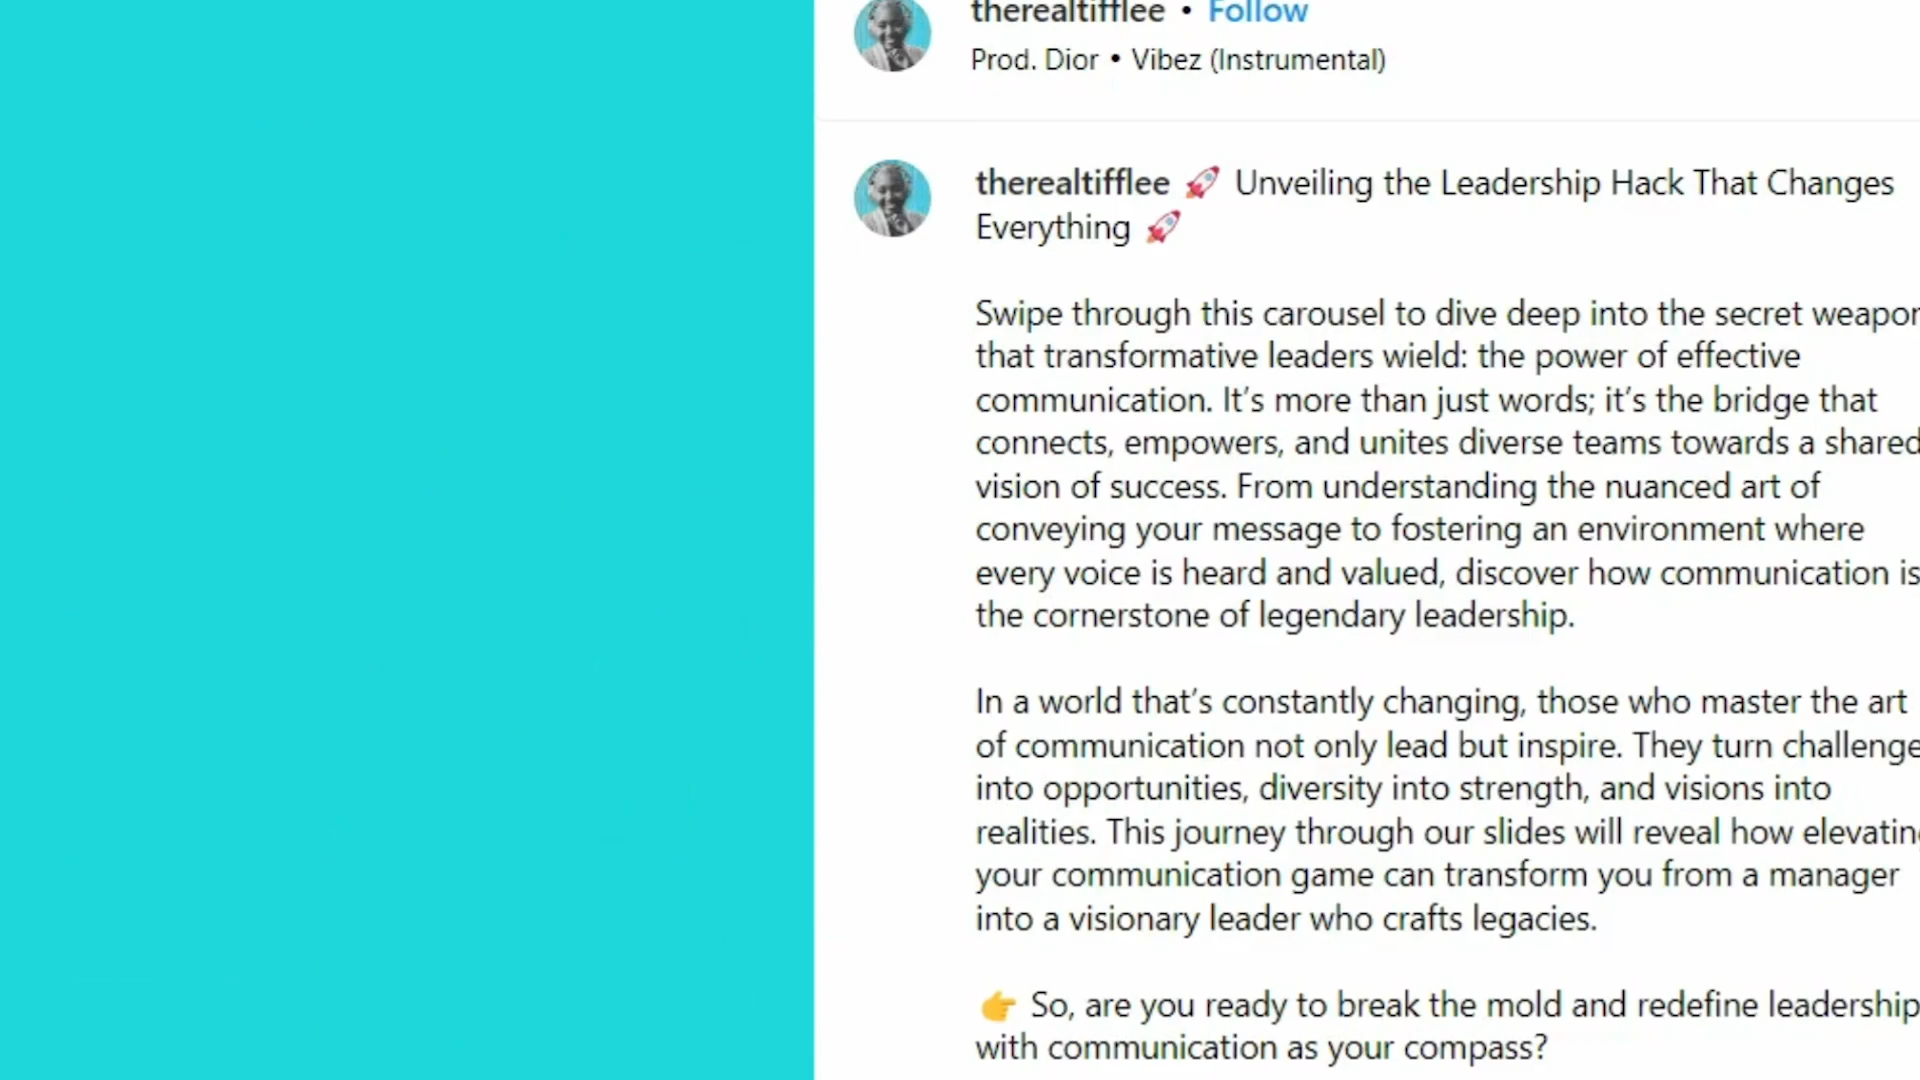 therealtifflee • Follow
Prod. Dior • Vibez (Instrumental)
therealtifflee 🚀 Unveiling the Leadership Hack That Changes
Everything 🚀
Swipe through this carousel to dive deep into the secret weapon
that transformative leaders wield: the power of effective
communication. It’s more than just words; it’s the bridge that
connects, empowers, and unites diverse teams towards a shared
vision of success. From understanding the nuanced art of
conveying your message to fostering an environment where
every voice is heard and valued, discover how communication is
the cornerstone of legendary leadership.
In a world that’s constantly changing, those who master the art
of communication not only lead but inspire. They turn challenge
into opportunities, diversity into strength, and visions into
realities. This journey through our slides will reveal how elevating
your communication game can transform you from a manager
into a visionary leader who crafts legacies.
👉 So, are you ready to break the mold and redefine leadership
with communication as your compass?